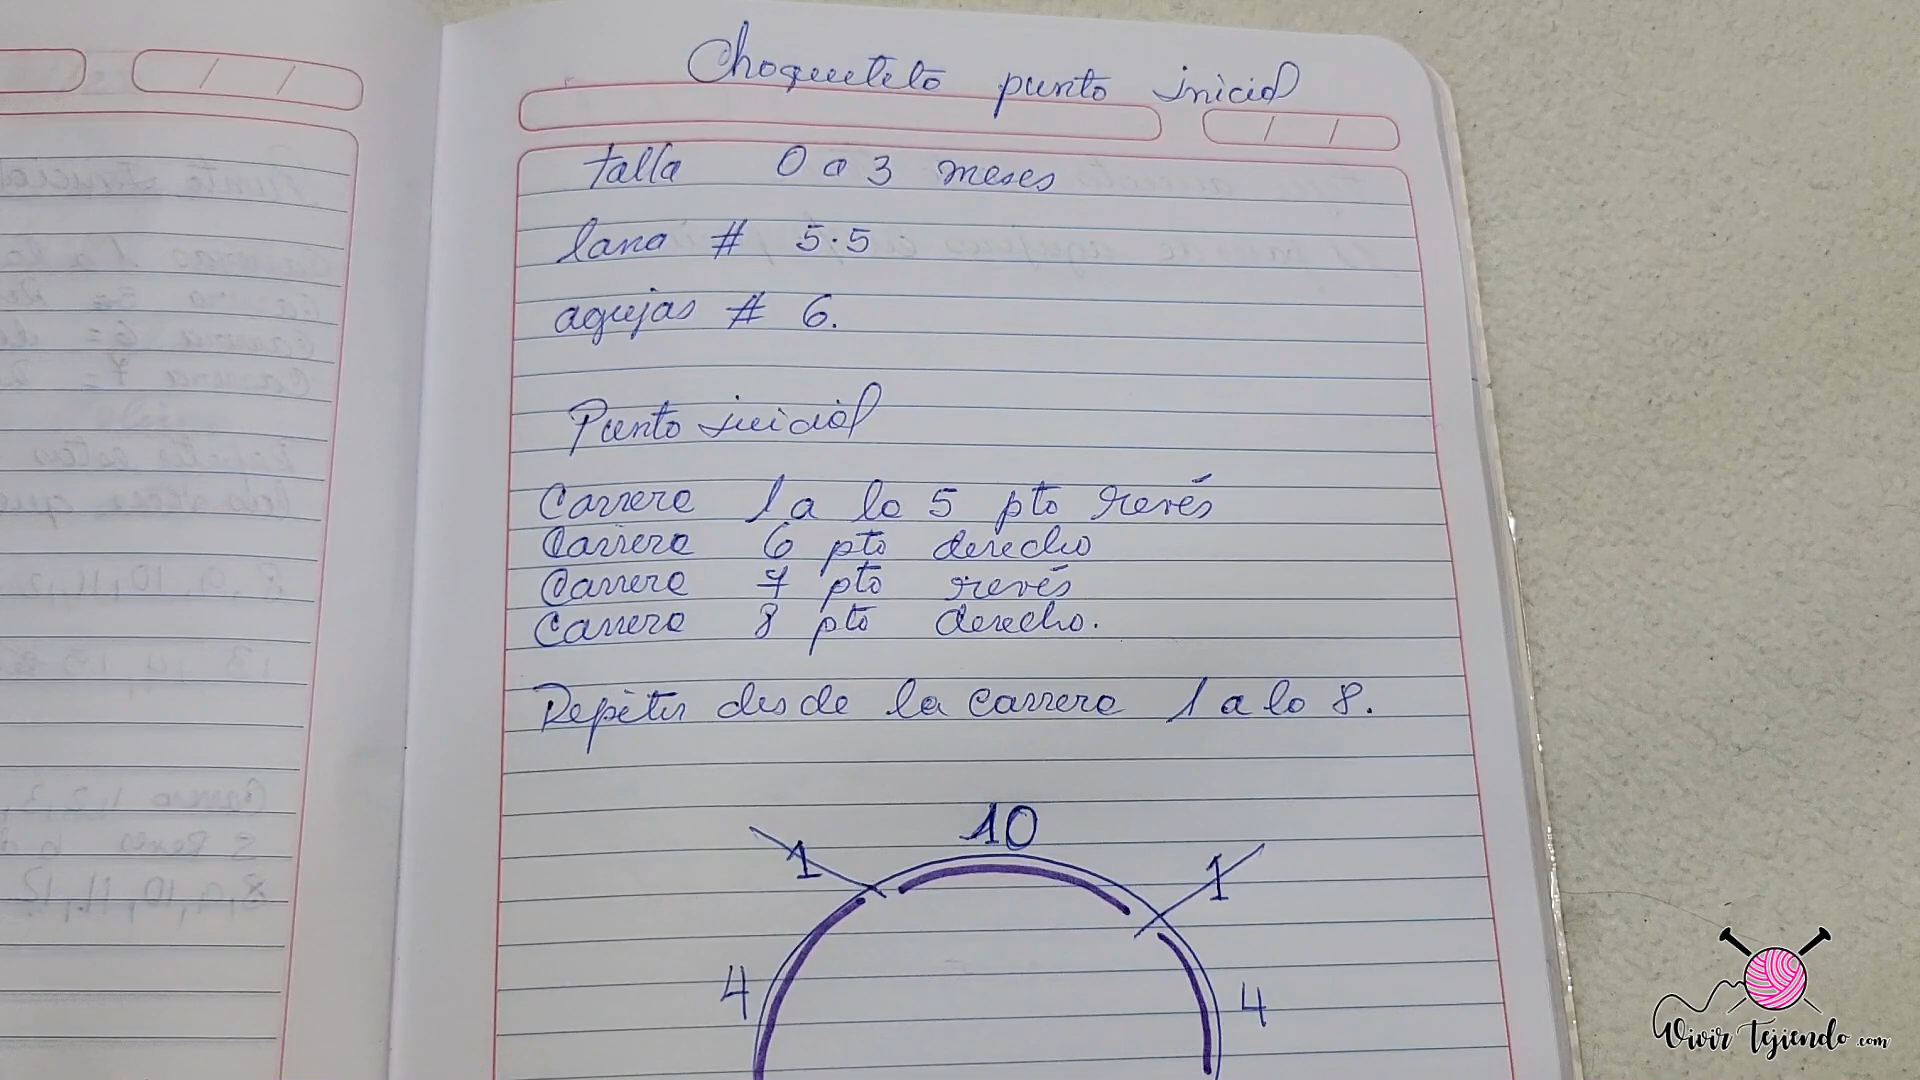 Choquetito punto inicial
talla 0 a 3 meses
lana # 5.5
agujas # 6.
Punto inicial
Carrera 1 a la 5 pto revés
Carrera 6 pto derecho
Carrera 7 pto revés
Carrera 8 pto derecho.
Repetir desde la carrera 1 a la 8.
10
1 1
4 4
Vivir Tejiendo.com